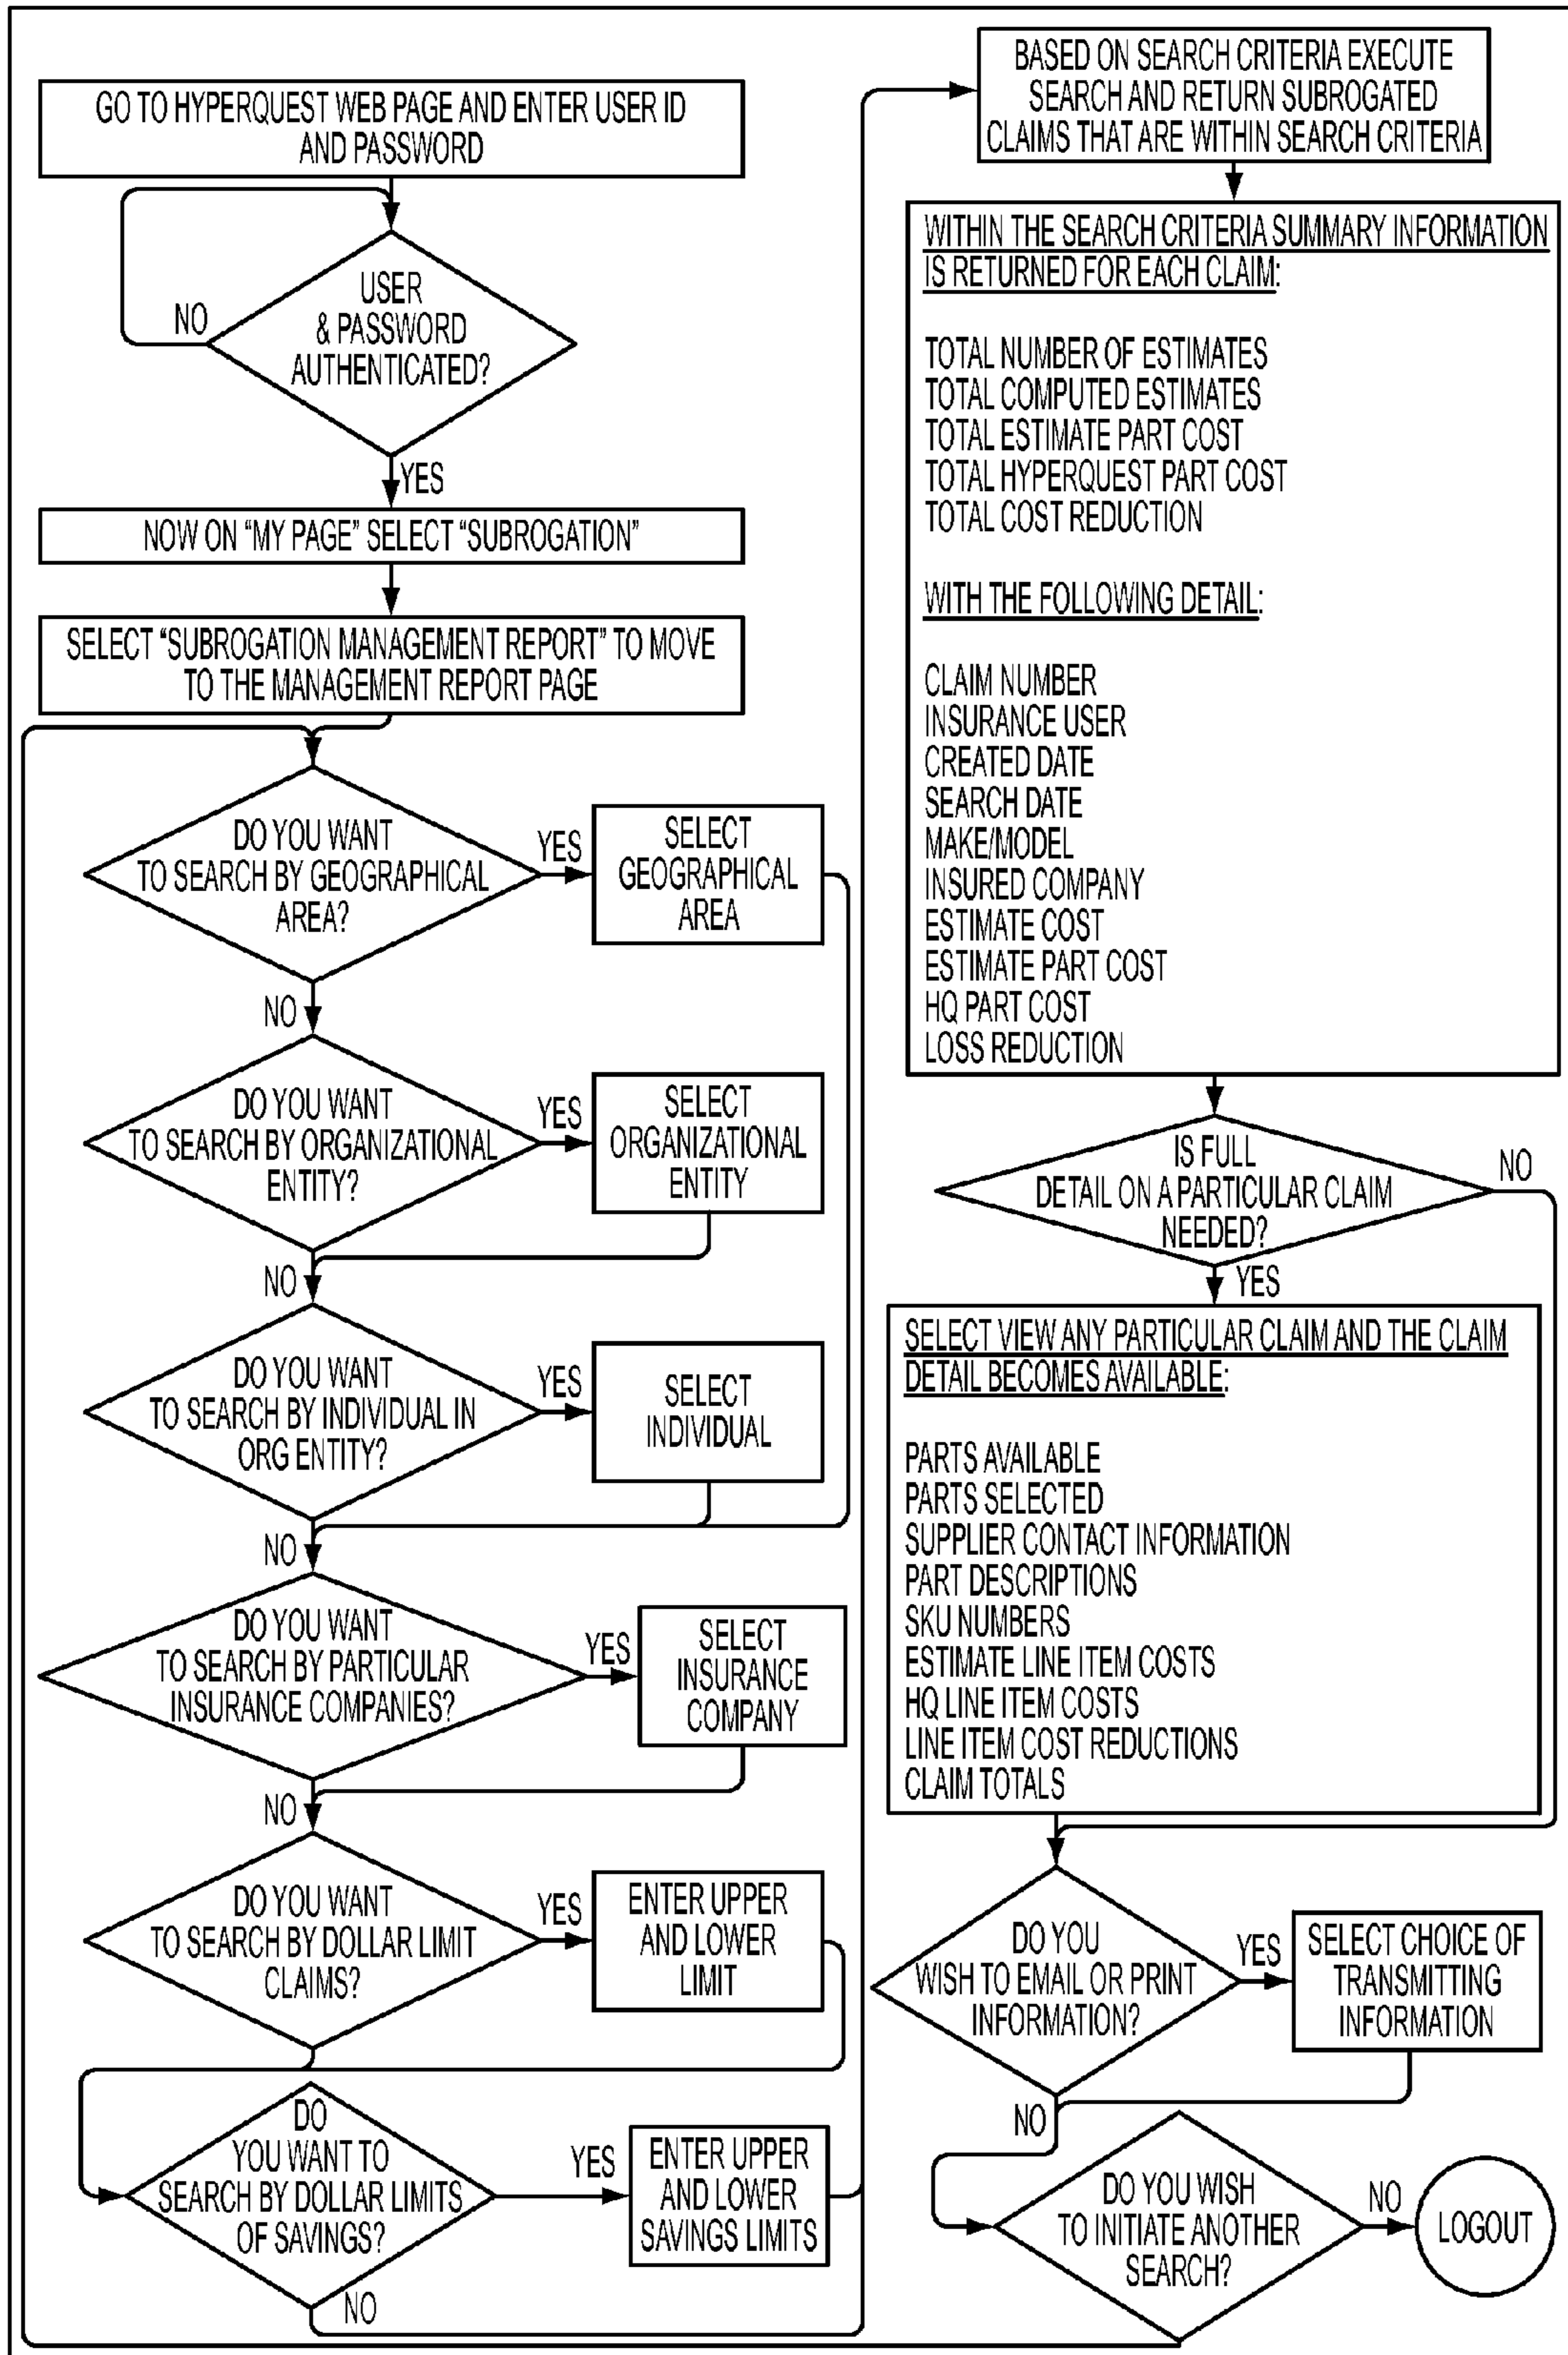 GO TO HYPERQUEST WEB PAGE AND ENTER USER ID
AND PASSWORD
USER
& PASSWORD
AUTHENTICATED?
NO
YES
NOW ON “MY PAGE” SELECT “SUBROGATION”
SELECT “SUBROGATION MANAGEMENT REPORT” TO MOVE
TO THE MANAGEMENT REPORT PAGE
DO YOU WANT
TO SEARCH BY GEOGRAPHICAL
AREA?
YES
SELECT
GEOGRAPHICAL
AREA
NO
DO YOU WANT
TO SEARCH BY ORGANIZATIONAL
ENTITY?
YES
SELECT
ORGANIZATIONAL
ENTITY
NO
DO YOU WANT
TO SEARCH BY INDIVIDUAL IN
ORG ENTITY?
YES
SELECT
INDIVIDUAL
NO
DO YOU WANT
TO SEARCH BY PARTICULAR
INSURANCE COMPANIES?
YES
SELECT
INSURANCE
COMPANY
NO
DO YOU WANT
TO SEARCH BY DOLLAR LIMIT
CLAIMS?
YES
ENTER UPPER
AND LOWER
LIMIT
DO
YOU WANT TO
SEARCH BY DOLLAR LIMITS
OF SAVINGS?
YES
ENTER UPPER
AND LOWER
SAVINGS LIMITS
NO
BASED ON SEARCH CRITERIA EXECUTE
SEARCH AND RETURN SUBROGATED
CLAIMS THAT ARE WITHIN SEARCH CRITERIA
WITHIN THE SEARCH CRITERIA SUMMARY INFORMATION
IS RETURNED FOR EACH CLAIM:
TOTAL NUMBER OF ESTIMATES
TOTAL COMPUTED ESTIMATES
TOTAL ESTIMATE PART COST
TOTAL HYPERQUEST PART COST
TOTAL COST REDUCTION
WITH THE FOLLOWING DETAIL:
CLAIM NUMBER
INSURANCE USER
CREATED DATE
SEARCH DATE
MAKE/MODEL
INSURED COMPANY
ESTIMATE COST
ESTIMATE PART COST
HQ PART COST
LOSS REDUCTION
IS FULL
DETAIL ON A PARTICULAR CLAIM
NEEDED?
NO
YES
SELECT VIEW ANY PARTICULAR CLAIM AND THE CLAIM
DETAIL BECOMES AVAILABLE:
PARTS AVAILABLE
PARTS SELECTED
SUPPLIER CONTACT INFORMATION
PART DESCRIPTIONS
SKU NUMBERS
ESTIMATE LINE ITEM COSTS
HQ LINE ITEM COSTS
LINE ITEM COST REDUCTIONS
CLAIM TOTALS
DO YOU
WISH TO EMAIL OR PRINT
INFORMATION?
YES
SELECT CHOICE OF
TRANSMITTING
INFORMATION
NO
DO YOU WISH
TO INITIATE ANOTHER
SEARCH?
NO
LOGOUT